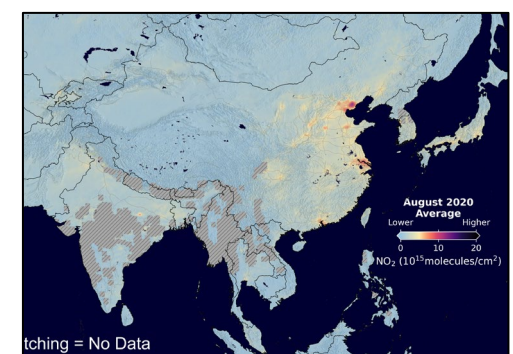 August 2020
Average
Lower Higher
0 10 20
NO₂ (10¹⁵molecules/cm²)
tching = No Data